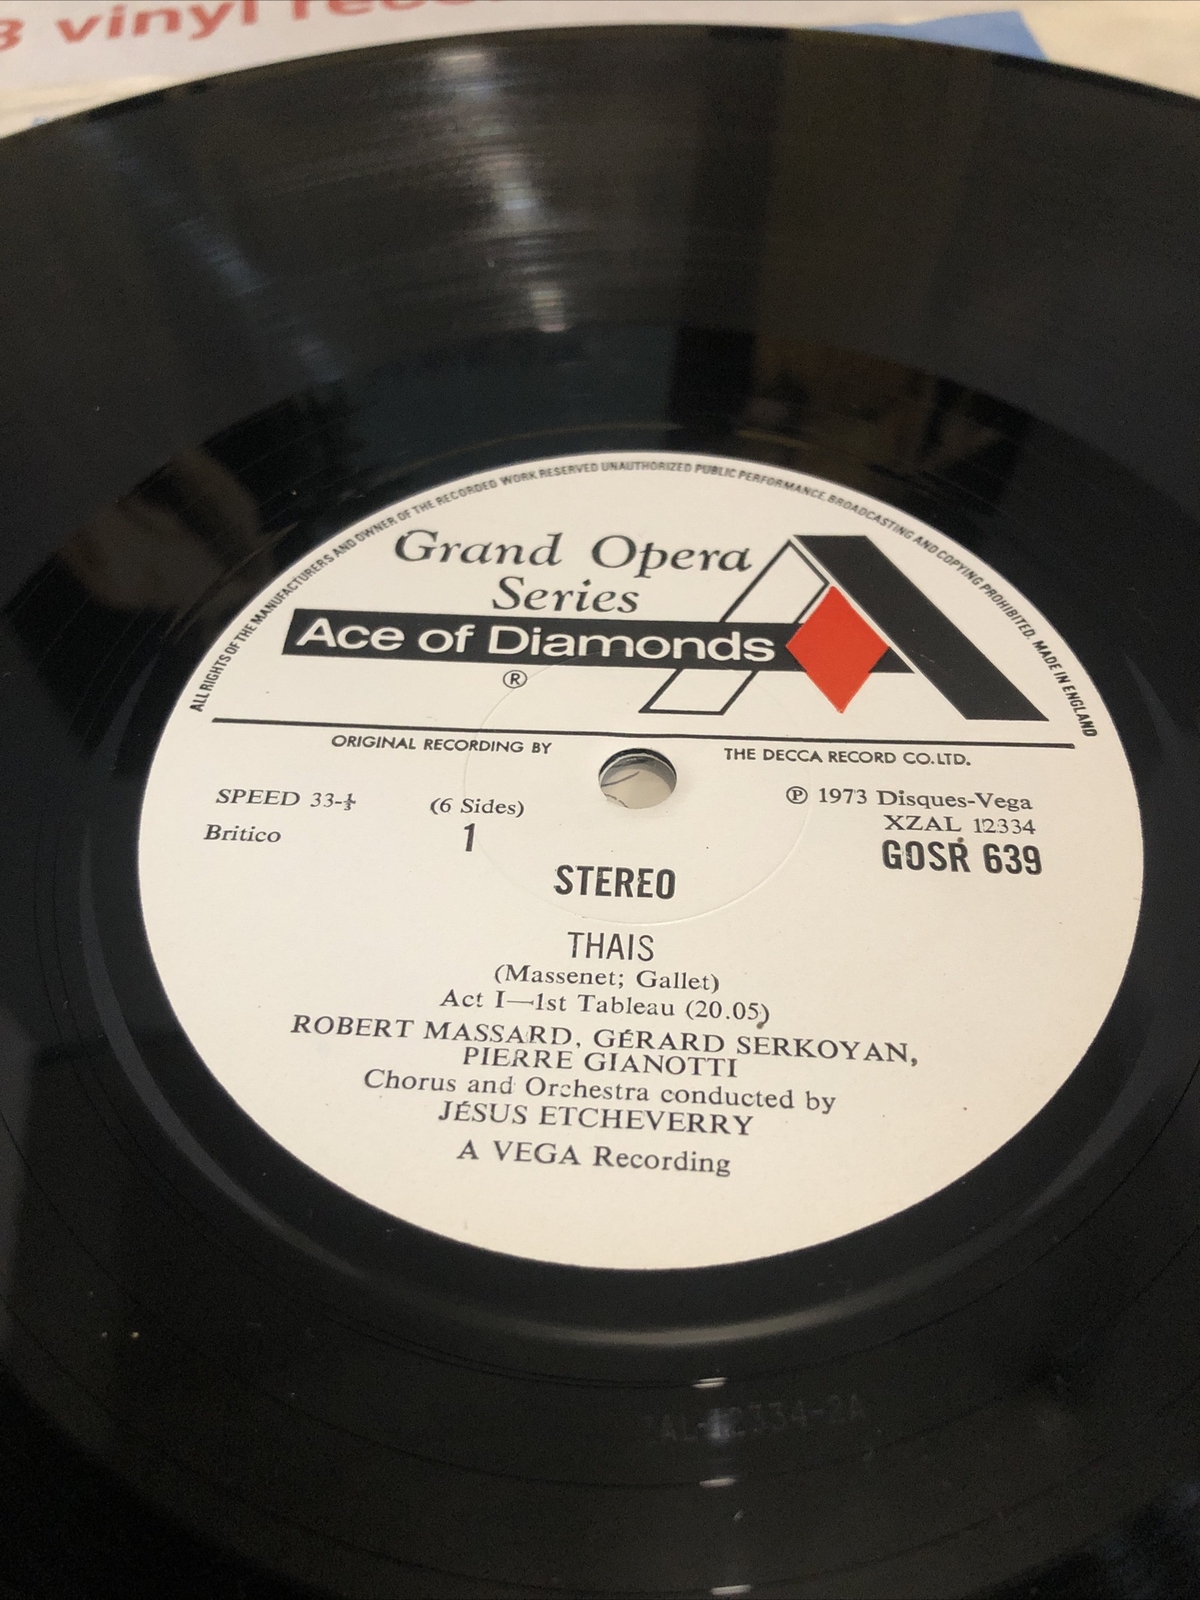 3 vinyl
ALL RIGHTS OF THE MANUFACTURERS AND OWNER OF THE RECORDED WORK RESERVED UNAUTHORIZED PUBLIC PERFORMANCE, BROADCASTING AND COPYING PROHIBITED. MADE IN ENGLAND
Grand Opera
Series
Ace of Diamonds
®
ORIGINAL RECORDING BY THE DECCA RECORD CO. LTD.
SPEED 33-⅓ (6 Sides) ℗ 1973 Disques-Vega
XZAL 12334
Britico 1 GOSR 639
STEREO
THAIS
(Massenet; Gallet)
Act I—1st Tableau (20.05)
ROBERT MASSARD, GÉRARD SERKOYAN,
PIERRE GIANOTTI
Chorus and Orchestra conducted by
JÉSUS ETCHEVERRY
A VEGA Recording
AL-12334-2A